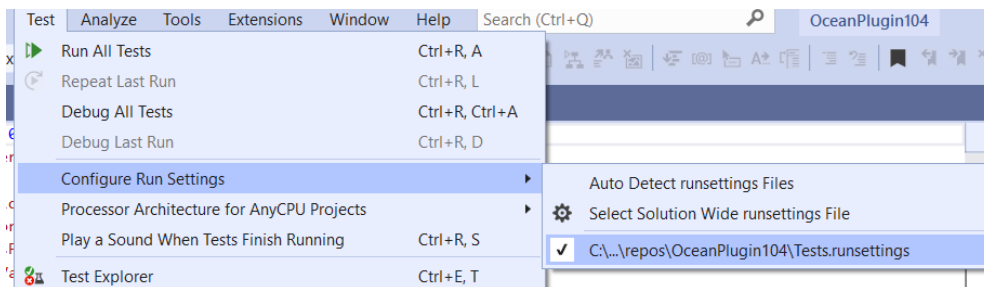 Test Analyze Tools Extensions Window Help Search (Ctrl+Q) OceanPlugin104
Run All Tests Ctrl+R, A
Repeat Last Run Ctrl+R, L
Debug All Tests Ctrl+R, Ctrl+A
Debug Last Run Ctrl+R, D
Configure Run Settings
Auto Detect runsettings Files
Processor Architecture for AnyCPU Projects
Select Solution Wide runsettings File
Play a Sound When Tests Finish Running Ctrl+R, S
C:\...\repos\OceanPlugin104\Tests.runsettings
Test Explorer Ctrl+E, T